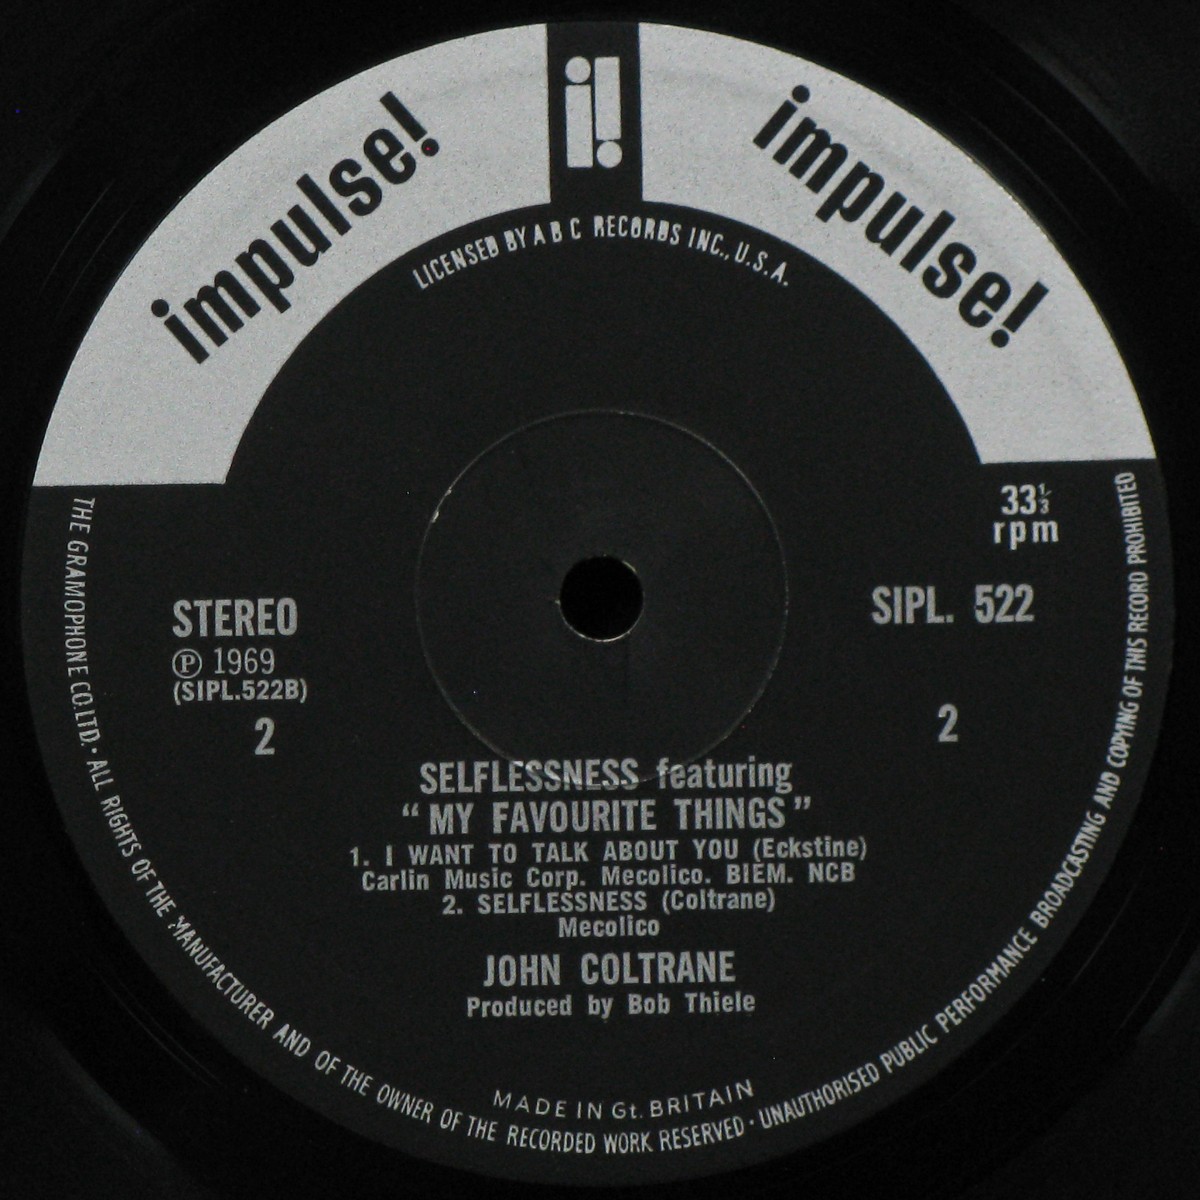 impulse!
i!
impulse!
LICENSED BY A B C RECORDS INC., U.S.A.
33⅓
rpm
STEREO
Ⓟ 1969
(SIPL.522B)
2
SIPL. 522
2
SELFLESSNESS featuring
“MY FAVOURITE THINGS”
1. I WANT TO TALK ABOUT YOU (Eckstine)
Carlin Music Corp. Mecolico. BIEM. NCB
2. SELFLESSNESS (Coltrane)
Mecolico
JOHN COLTRANE
Produced by Bob Thiele
MADE IN Gt. BRITAIN
THE GRAMOPHONE CO.LTD. · ALL RIGHTS OF THE MANUFACTURER AND OF THE OWNER OF THE RECORDED WORK RESERVED · UNAUTHORISED PUBLIC PERFORMANCE BROADCASTING AND COPYING OF THIS RECORD PROHIBITED